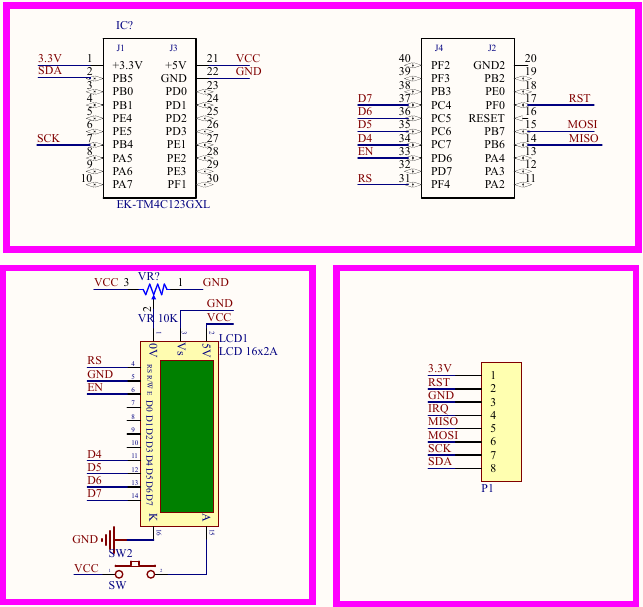 IC?
J1 J3
3.3V 1 +3.3V +5V 21 VCC
SDA 2 PB5 GND 22 GND
3 PB0 PD0 23
4 PB1 PD1 24
5 PE4 PD2 25
6 PE5 PD3 26
SCK 7 PB4 PE1 27
8 PA5 PE2 28
9 PA6 PE3 29
10 PA7 PF1 30
EK-TM4C123GXL
J4 J2
40 PF2 GND2 20
39 PF3 PB2 19
38 PB3 PE0 18
D7 37 PC4 PF0 17 RST
D6 36 PC5 RESET 16
D5 35 PC6 PB7 15 MOSI
D4 34 PC7 PB6 14 MISO
EN 33 PD6 PA4 13
32 PD7 PA3 12
RS 31 PF4 PA2 11
VR?
VCC 3 1 GND
2
VR 10K
GND
VCC
1 3 2
LCD1
LCD 16x2A
0V Vs 5V
RS 4 RS
GND 5 R/W
EN 6 E
7 D0
8 D1
9 D2
10 D3
D4 11 D4
D5 12 D5
D6 13 D6
D7 14 D7
K A
16 15
GND
SW2
VCC 1 2
SW
3.3V 1
RST 2
GND 3
IRQ 4
MISO 5
MOSI 6
SCK 7
SDA 8
P1